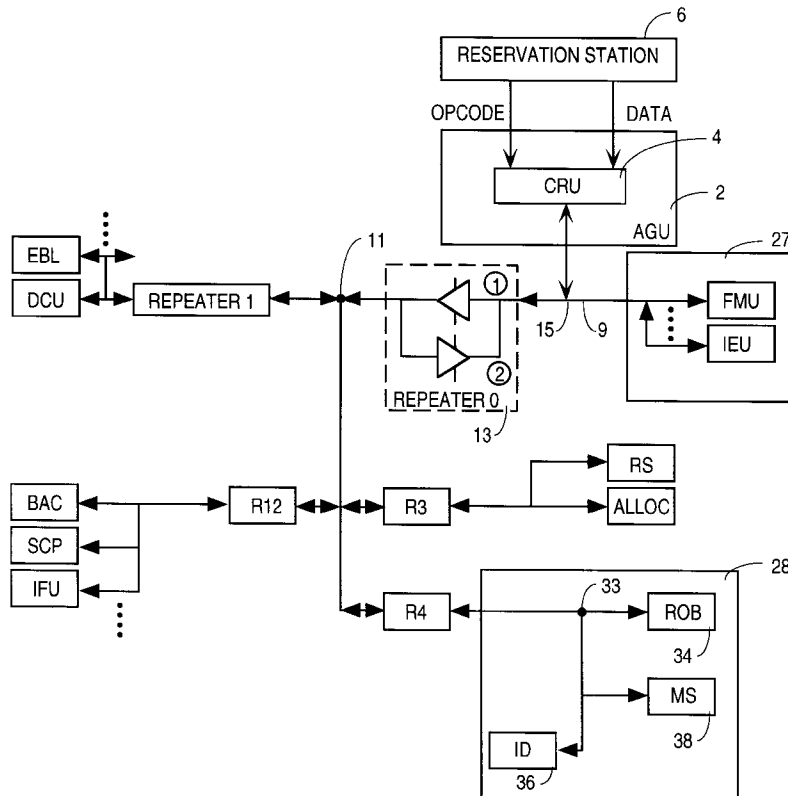 6
RESERVATION STATION
OPCODE
DATA
4
CRU
2
AGU
11
27
EBL
DCU
REPEATER 1
1
2
REPEATER 0
13
15
9
FMU
IEU
RS
BAC
R12
R3
ALLOC
SCP
IFU
28
33
R4
ROB
34
MS
38
ID
36